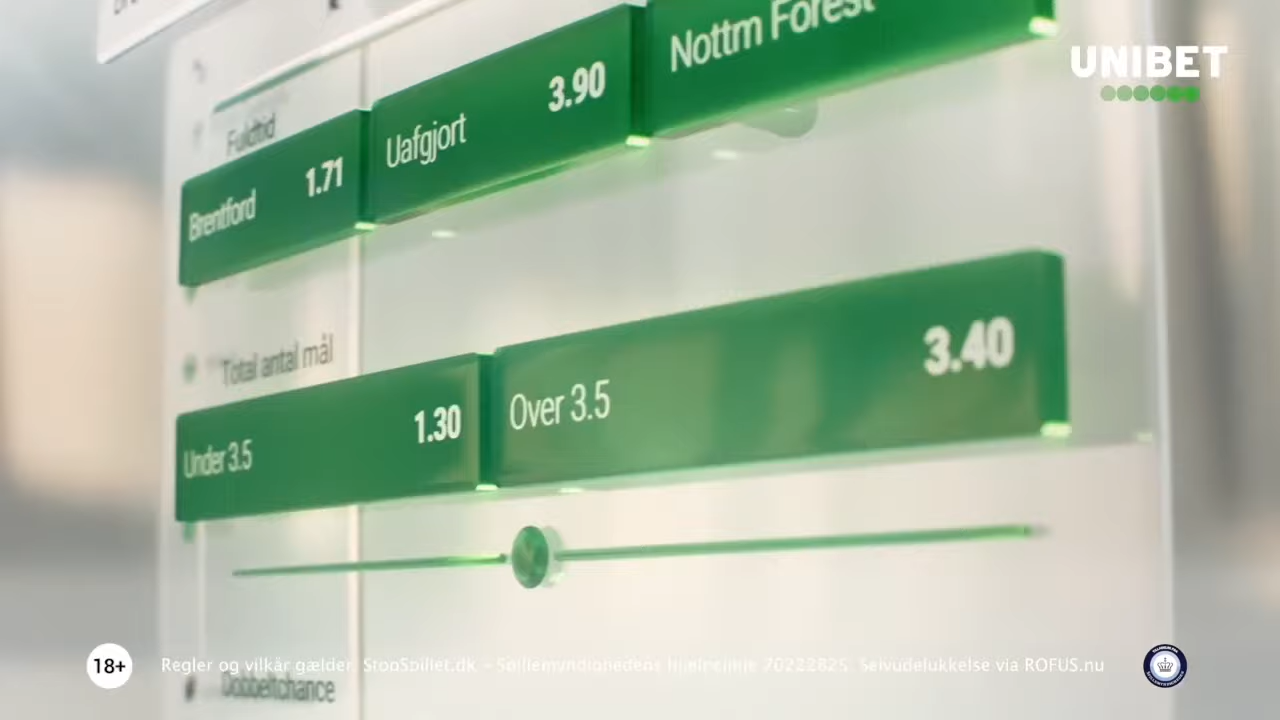 Nottm Forest
UNIBET
Fuldtid
Brentford 1.71
Uafgjort 3.90
Total antal mål
Under 3.5 1.30
Over 3.5 3.40
18+ Regler og vilkår gælder. StopSpillet.dk - Spillemyndighedens hjælpelinje 70222825. Selvudelukkelse via ROFUS.nu
Dobbeltchance